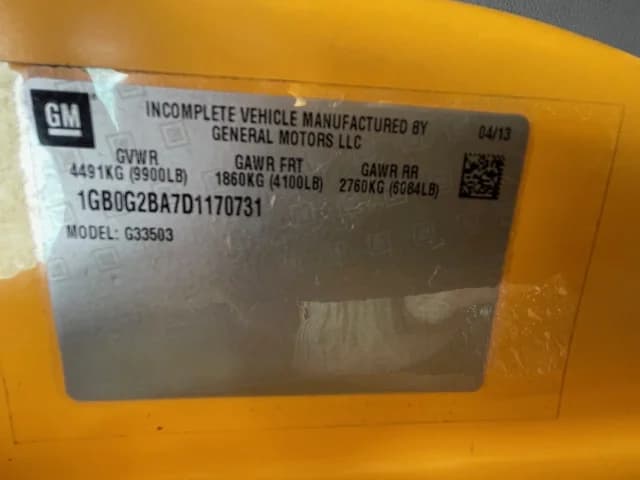 GM
INCOMPLETE VEHICLE MANUFACTURED BY
GENERAL MOTORS LLC
04/13
GVWR
4491KG (9900LB)
GAWR FRT
1860KG (4100LB)
GAWR RR
2760KG (6084LB)
1GB0G2BA7D1170731
MODEL: G33503